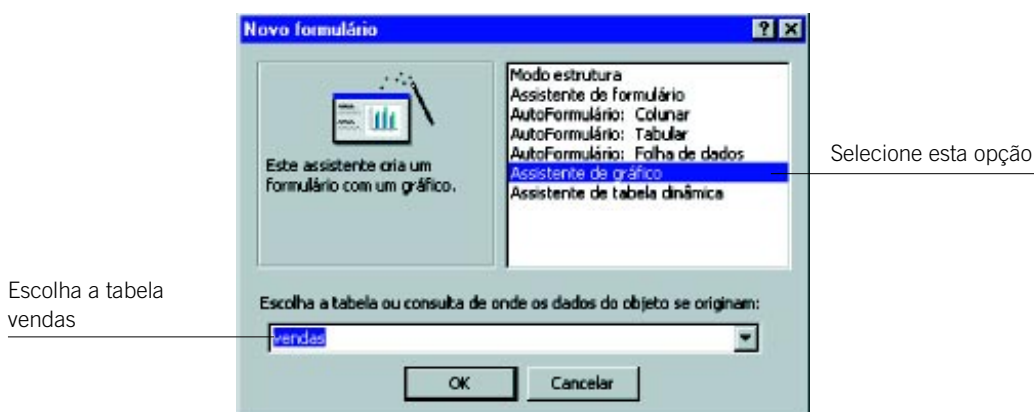 Novo formulário
Modo estrutura
Assistente de formulário
AutoFormulário: Colunar
AutoFormulário: Tabular
AutoFormulário: Folha de dados
Assistente de gráfico
Assistente de tabela dinâmica
Este assistente cria um
formulário com um gráfico.
Selecione esta opção
Escolha a tabela
vendas
Escolha a tabela ou consulta de onde os dados do objeto se originam:
vendas
OK
Cancelar